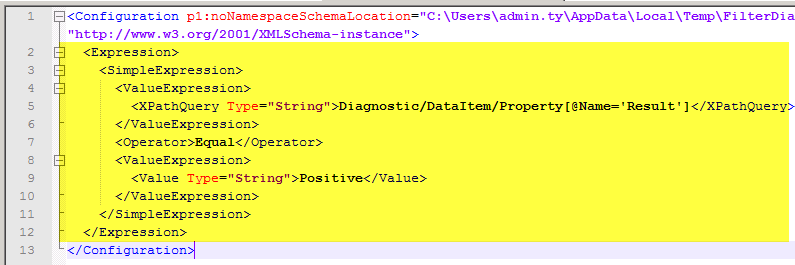 1 <Configuration p1:noNamespaceSchemaLocation="C:\Users\admin.ty\AppData\Local\Temp\FilterDia
"http://www.w3.org/2001/XMLSchema-instance">
2 <Expression>
3 <SimpleExpression>
4 <ValueExpression>
5 <XPathQuery Type="String">Diagnostic/DataItem/Property[@Name='Result']</XPathQuery>
6 </ValueExpression>
7 <Operator>Equal</Operator>
8 <ValueExpression>
9 <Value Type="String">Positive</Value>
10 </ValueExpression>
11 </SimpleExpression>
12 </Expression>
13 </Configuration>